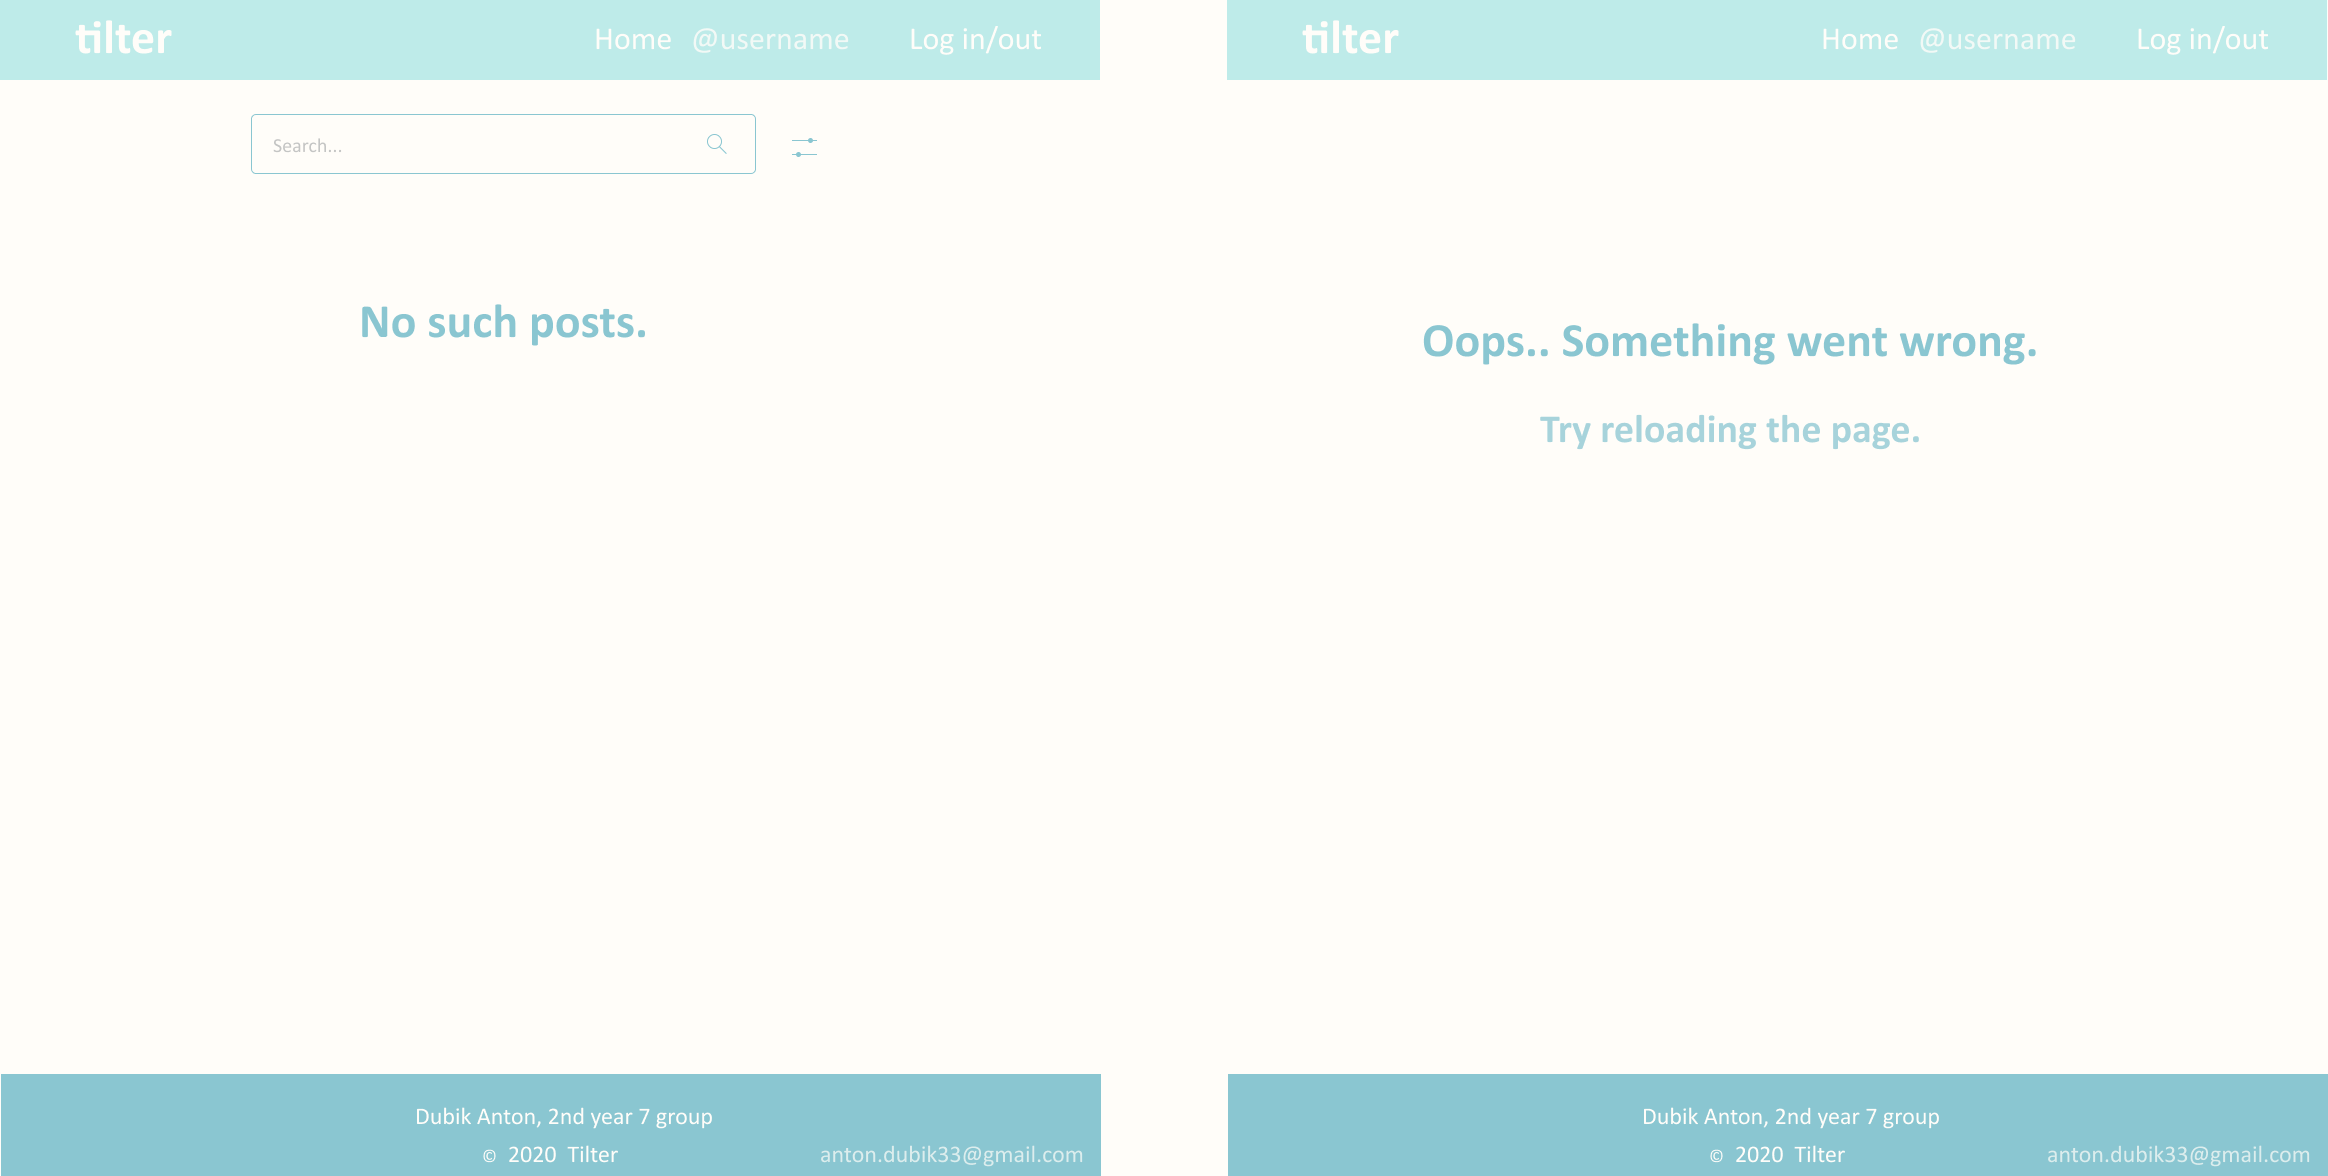 tilter
Home @username Log in/out
Search...
No such posts.
Dubik Anton, 2nd year 7 group
© 2020 Tilter
anton.dubik33@gmail.com
tilter
Home @username Log in/out
Oops.. Something went wrong.
Try reloading the page.
Dubik Anton, 2nd year 7 group
© 2020 Tilter
anton.dubik33@gmail.com